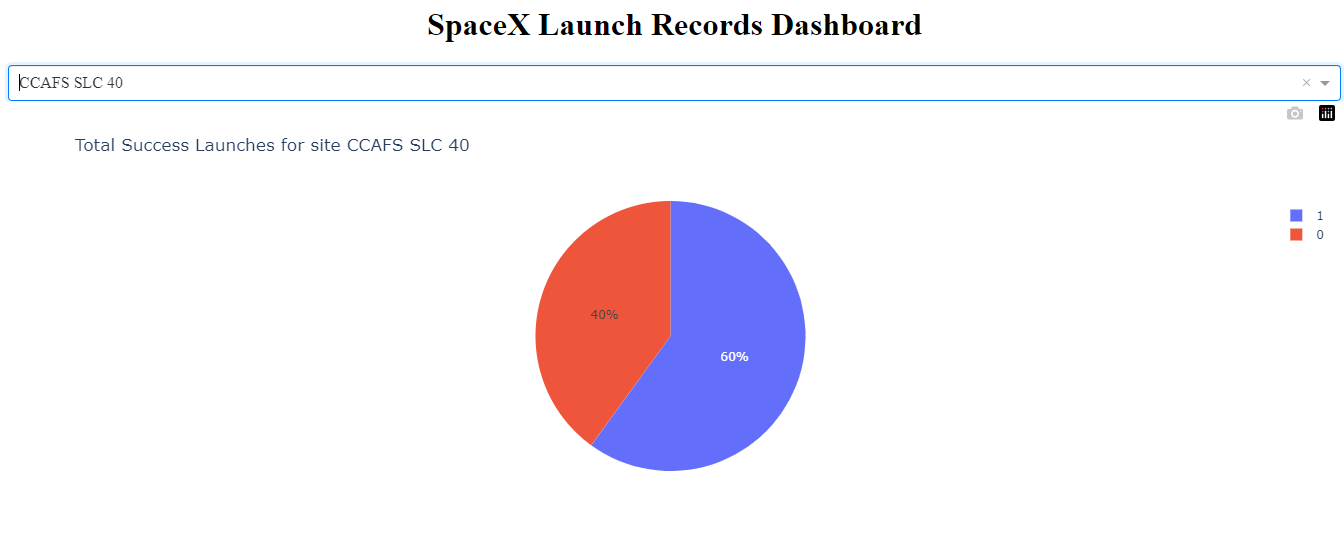 SpaceX Launch Records Dashboard
CCAFS SLC 40
Total Success Launches for site CCAFS SLC 40
1
0
40%
60%